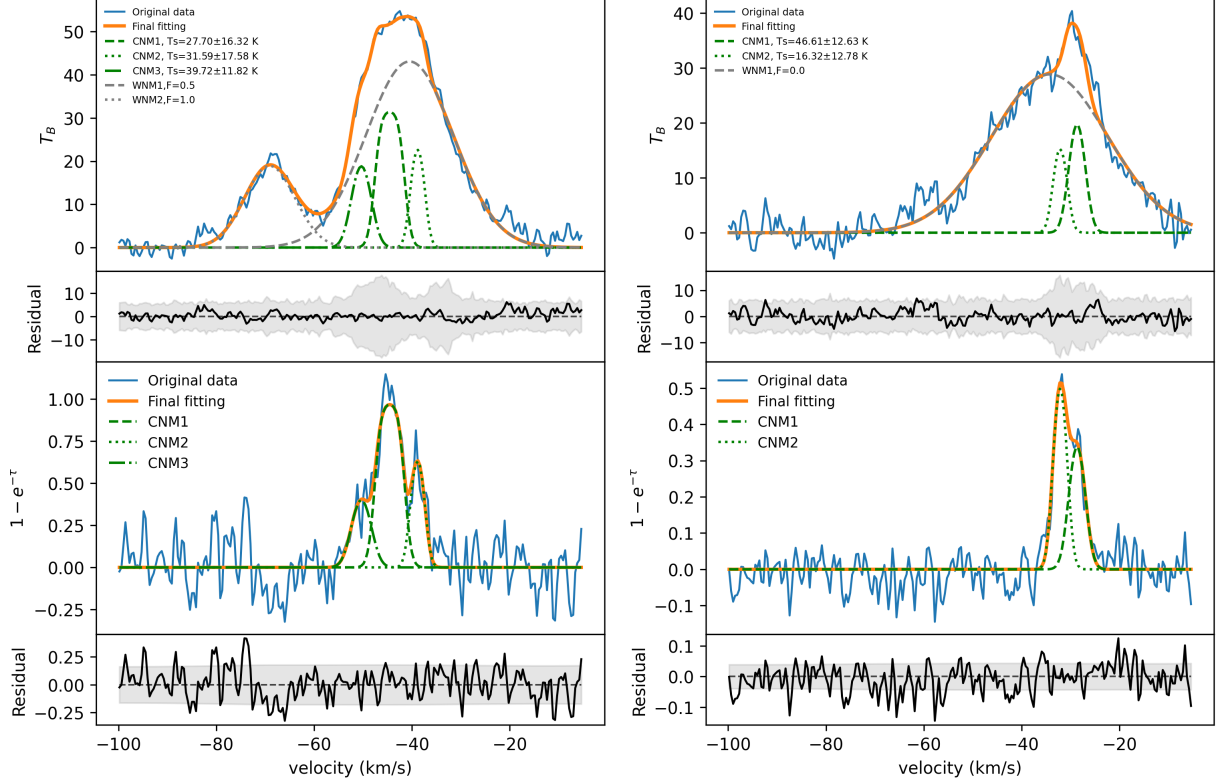 Original data
Final fitting
CNM1, Ts=27.70±16.32 K
CNM2, Ts=31.59±17.58 K
CNM3, Ts=39.72±11.82 K
WNM1,F=0.5
WNM2,F=1.0
T_B
50
40
30
20
10
0
Residual
10
0
−10
Original data
Final fitting
CNM1
CNM2
CNM3
1 − e^{−τ}
1.00
0.75
0.50
0.25
0.00
−0.25
Residual
0.25
0.00
−0.25
−100
−80
−60
−40
−20
velocity (km/s)
Original data
Final fitting
CNM1, Ts=46.61±12.63 K
CNM2, Ts=16.32±12.78 K
WNM1,F=0.0
T_B
40
30
20
10
0
Residual
10
0
−10
Original data
Final fitting
CNM1
CNM2
1 − e^{−τ}
0.5
0.4
0.3
0.2
0.1
0.0
−0.1
Residual
0.1
0.0
−0.1
−100
−80
−60
−40
−20
velocity (km/s)